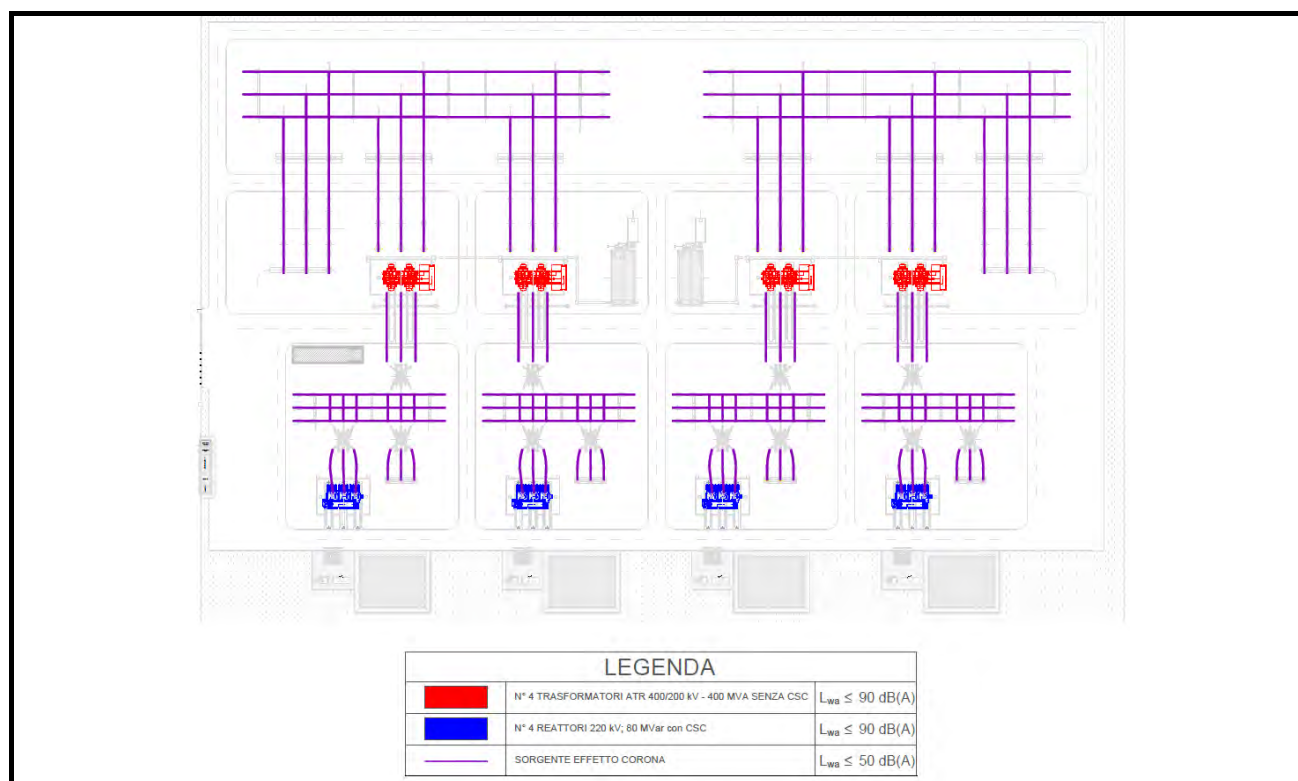 LEGENDA
N° 4 TRASFORMATORI ATR 400/200 kV - 400 MVA SENZA CSC Lwa ≤ 90 dB(A)
N° 4 REATTORI 220 kV; 80 MVar con CSC Lwa ≤ 90 dB(A)
SORGENTE EFFETTO CORONA Lwa ≤ 50 dB(A)